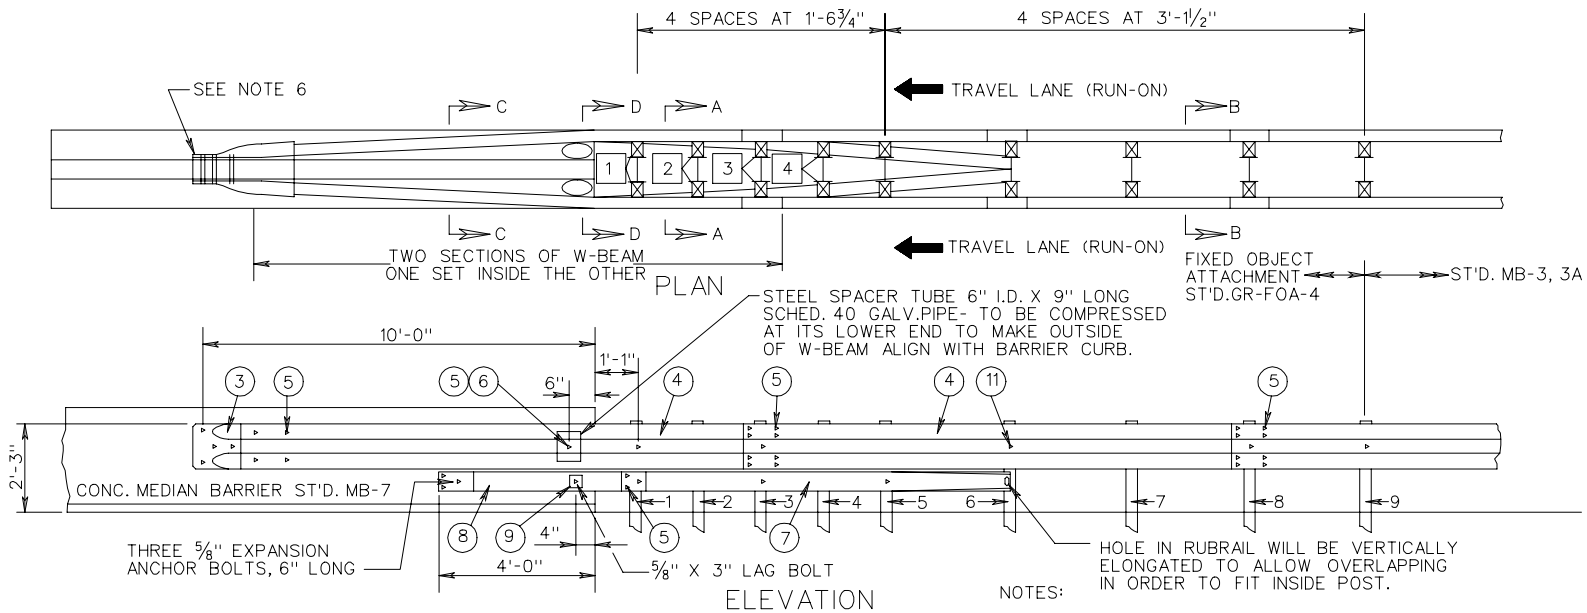 4 SPACES AT 1'-6¾"
4 SPACES AT 3'-1½"
SEE NOTE 6
C
D
A
TRAVEL LANE (RUN-ON)
B
1
2
3
4
C
D
A
TRAVEL LANE (RUN-ON)
B
TWO SECTIONS OF W-BEAM
ONE SET INSIDE THE OTHER
PLAN
FIXED OBJECT
ATTACHMENT
ST'D.GR-FOA-4
ST'D. MB-3, 3A
STEEL SPACER TUBE 6" I.D. X 9" LONG
SCHED. 40 GALV.PIPE- TO BE COMPRESSED
AT ITS LOWER END TO MAKE OUTSIDE
OF W-BEAM ALIGN WITH BARRIER CURB.
10'-0"
1'-1"
6"
3
5
5
6
4
5
4
11
5
2'-3"
CONC. MEDIAN BARRIER ST'D. MB-7
1
2
3
4
5
6
7
8
9
8
9
5
7
4"
THREE ⅝" EXPANSION
ANCHOR BOLTS, 6" LONG
4'-0"
⅝" X 3" LAG BOLT
HOLE IN RUBRAIL WILL BE VERTICALLY
ELONGATED TO ALLOW OVERLAPPING
IN ORDER TO FIT INSIDE POST.
NOTES:
ELEVATION